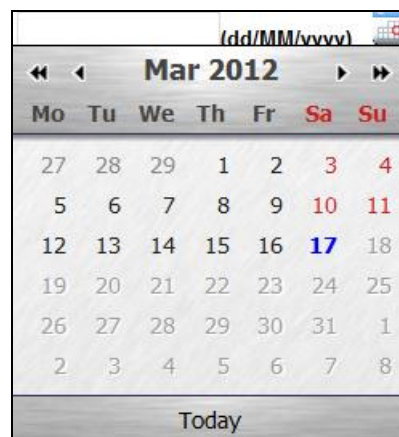 (dd/MM/yyyy)
Mar 2012
Mo Tu We Th Fr Sa Su
27 28 29 1 2 3 4
5 6 7 8 9 10 11
12 13 14 15 16 17 18
19 20 21 22 23 24 25
26 27 28 29 30 31 1
2 3 4 5 6 7 8
Today